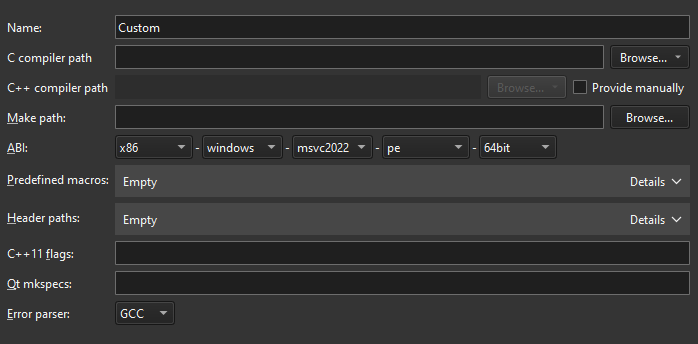 Name: Custom
C compiler path Browse...
C++ compiler path Browse... Provide manually
Make path: Browse...
ABI: x86 - windows - msvc2022 - pe - 64bit
Predefined macros: Empty Details
Header paths: Empty Details
C++11 flags:
Qt mkspecs:
Error parser: GCC